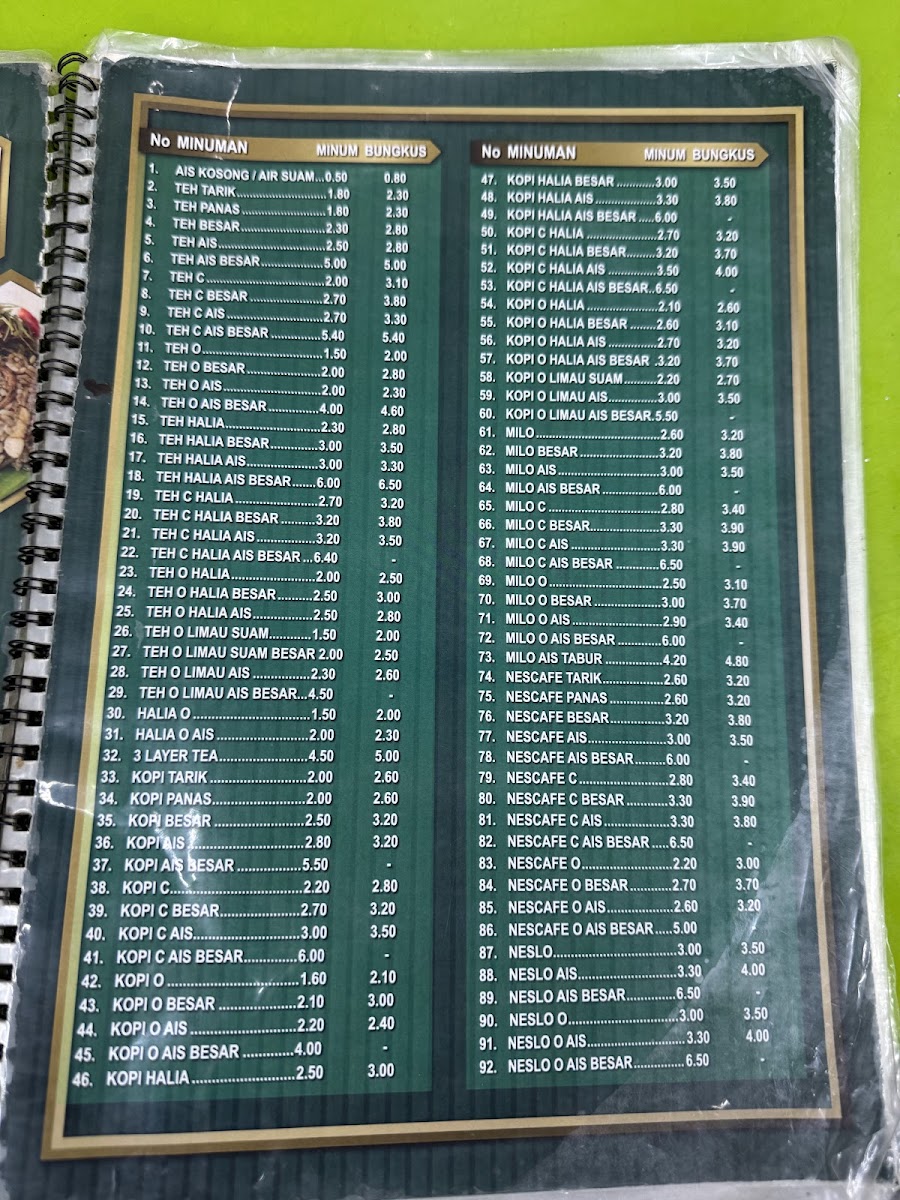 No MINUMAN MINUM BUNGKUS
1. AIS KOSONG / AIR SUAM...0.50 0.80
2. TEH TARIK............................1.80 2.30
3. TEH PANAS..........................1.80 2.30
4. TEH BESAR..........................2.30 2.80
5. TEH AIS................................2.50 2.80
6. TEH AIS BESAR...................5.00 5.00
7. TEH C...................................2.00 3.10
8. TEH C BESAR......................2.70 3.80
9. TEH C AIS............................2.70 3.30
10. TEH C AIS BESAR...............5.40 5.40
11. TEH O...................................1.50 2.00
12. TEH O BESAR......................2.00 2.80
13. TEH O AIS............................2.00 2.30
14. TEH O AIS BESAR...............4.00 4.60
15. TEH HALIA...........................2.30 2.80
16. TEH HALIA BESAR..............3.00 3.50
17. TEH HALIA AIS....................3.00 3.30
18. TEH HALIA AIS BESAR.......6.00 6.50
19. TEH C HALIA.......................2.70 3.20
20. TEH C HALIA BESAR..........3.20 3.80
21. TEH C HALIA AIS................3.20 3.50
22. TEH C HALIA AIS BESAR...6.40 -
23. TEH O HALIA.......................2.00 2.50
24. TEH O HALIA BESAR..........2.50 3.00
25. TEH O HALIA AIS................2.50 2.80
26. TEH O LIMAU SUAM............1.50 2.00
27. TEH O LIMAU SUAM BESAR 2.00 2.50
28. TEH O LIMAU AIS.................2.30 2.60
29. TEH O LIMAU AIS BESAR...4.50 -
30. HALIA O................................1.50 2.00
31. HALIA O AIS.........................2.00 2.30
32. 3 LAYER TEA........................4.50 5.00
33. KOPI TARIK..........................2.00 2.60
34. KOPI PANAS.........................2.00 2.60
35. KOPI BESAR.........................2.50 3.20
36. KOPI AIS...............................2.80 3.20
37. KOPI AIS BESAR..................5.50 -
38. KOPI C..................................2.20 2.80
39. KOPI C BESAR.....................2.70 3.20
40. KOPI C AIS...........................3.00 3.50
41. KOPI C AIS BESAR..............6.00 -
42. KOPI O..................................1.60 2.10
43. KOPI O BESAR.....................2.10 3.00
44. KOPI O AIS...........................2.20 2.40
45. KOPI O AIS BESAR.............4.00 -
46. KOPI HALIA..........................2.50 3.00
No MINUMAN MINUM BUNGKUS
47. KOPI HALIA BESAR...........3.00 3.50
48. KOPI HALIA AIS..................3.30 3.80
49. KOPI HALIA AIS BESAR.....6.00 -
50. KOPI C HALIA.....................2.70 3.20
51. KOPI C HALIA BESAR........3.20 3.70
52. KOPI C HALIA AIS..............3.50 4.00
53. KOPI C HALIA AIS BESAR..6.50 -
54. KOPI O HALIA.....................2.10 2.60
55. KOPI O HALIA BESAR........2.60 3.10
56. KOPI O HALIA AIS..............2.70 3.20
57. KOPI O HALIA AIS BESAR .3.20 3.70
58. KOPI O LIMAU SUAM.........2.20 2.70
59. KOPI O LIMAU AIS..............3.00 3.50
60. KOPI O LIMAU AIS BESAR.5.50 -
61. MILO...................................2.60 3.20
62. MILO BESAR......................3.20 3.80
63. MILO AIS............................3.00 3.50
64. MILO AIS BESAR...............6.00 -
65. MILO C...............................2.80 3.40
66. MILO C BESAR..................3.30 3.90
67. MILO C AIS........................3.30 3.90
68. MILO C AIS BESAR............6.50 -
69. MILO O...............................2.50 3.10
70. MILO O BESAR..................3.00 3.70
71. MILO O AIS........................2.90 3.40
72. MILO O AIS BESAR............6.00 -
73. MILO AIS TABUR...............4.20 4.80
74. NESCAFE TARIK................2.60 3.20
75. NESCAFE PANAS...............2.60 3.20
76. NESCAFE BESAR..............3.20 3.80
77. NESCAFE AIS.....................3.00 3.50
78. NESCAFE AIS BESAR........6.00 -
79. NESCAFE C........................2.80 3.40
80. NESCAFE C BESAR...........3.30 3.90
81. NESCAFE C AIS.................3.30 3.80
82. NESCAFE C AIS BESAR.....6.50 -
83. NESCAFE O........................2.20 3.00
84. NESCAFE O BESAR...........2.70 3.70
85. NESCAFE O AIS.................2.60 3.20
86. NESCAFE O AIS BESAR.....5.00
87. NESLO................................3.00 3.50
88. NESLO AIS.........................3.30 4.00
89. NESLO AIS BESAR............6.50 -
90. NESLO O............................3.00 3.50
91. NESLO O AIS.....................3.30 4.00
92. NESLO O AIS BESAR.........6.50 -